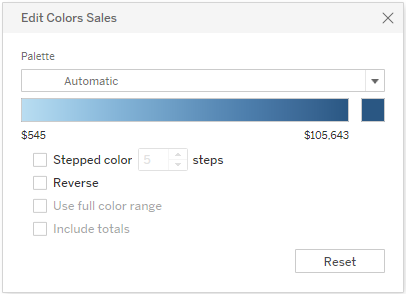 Edit Colors Sales
Palette
Automatic
$545 $105,643
Stepped color 5 steps
Reverse
Use full color range
Include totals
Reset